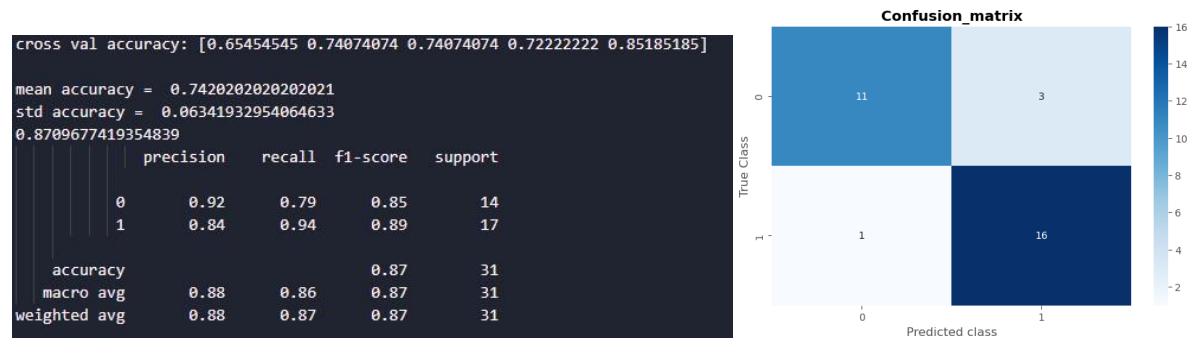 cross val accuracy: [0.65454545 0.74074074 0.74074074 0.72222222 0.85185185]
mean accuracy =  0.7420202020202021
std accuracy =  0.06341932954064633
0.8709677419354839
precision recall f1-score support
0 0.92 0.79 0.85 14
1 0.84 0.94 0.89 17
accuracy 0.87 31
macro avg 0.88 0.86 0.87 31
weighted avg 0.88 0.87 0.87 31
Confusion_matrix
True Class
0
1
11 3
1 16
0 1
Predicted class
16
14
12
10
8
6
4
2